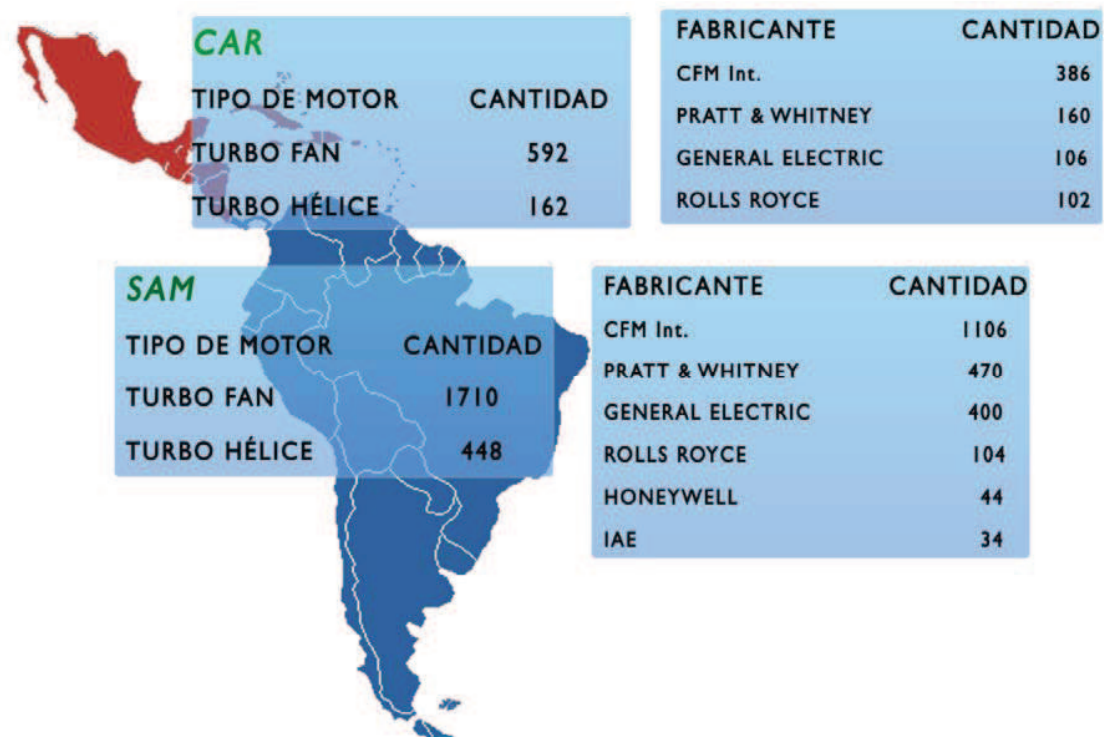 CAR
TIPO DE MOTOR CANTIDAD
TURBO FAN 592
TURBO HÉLICE 162
FABRICANTE CANTIDAD
CFM Int. 386
PRATT & WHITNEY 160
GENERAL ELECTRIC 106
ROLLS ROYCE 102
SAM
TIPO DE MOTOR CANTIDAD
TURBO FAN 1710
TURBO HÉLICE 448
FABRICANTE CANTIDAD
CFM Int. 1106
PRATT & WHITNEY 470
GENERAL ELECTRIC 400
ROLLS ROYCE 104
HONEYWELL 44
IAE 34